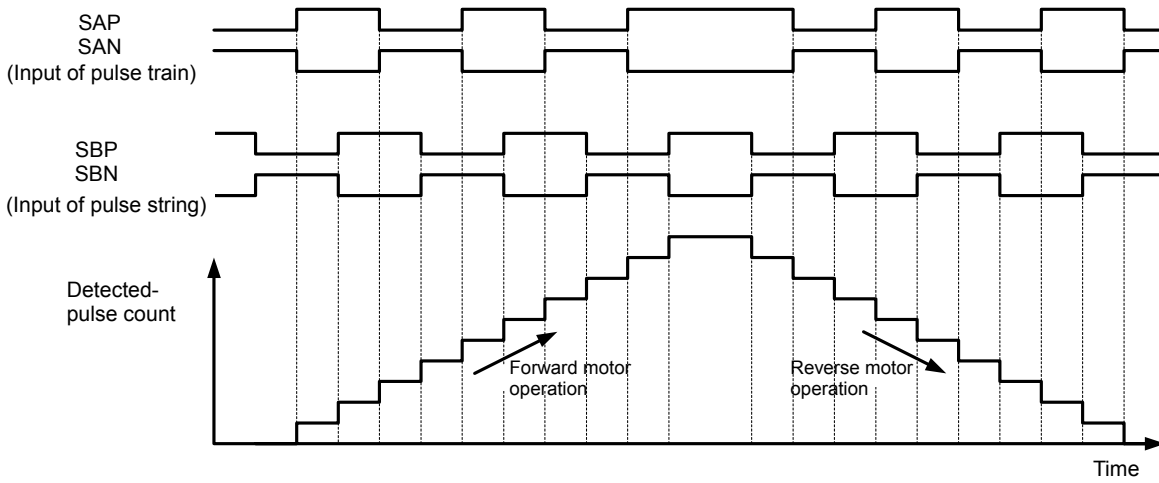 SAP
SAN
(Input of pulse train)
SBP
SBN
(Input of pulse string)
Detected-
pulse count
Forward motor
operation
Reverse motor
operation
Time